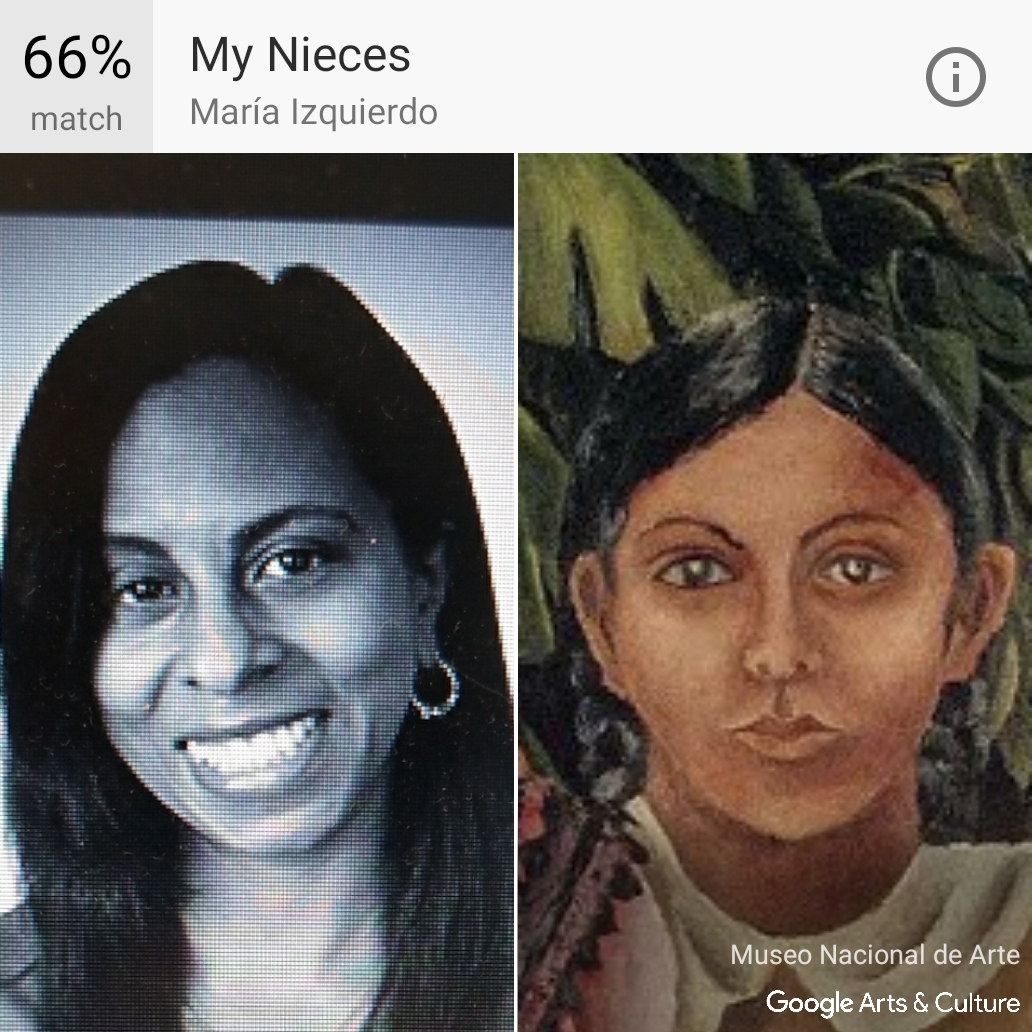 66%
match
My Nieces
María Izquierdo
Museo Nacional de Arte
Google Arts & Culture